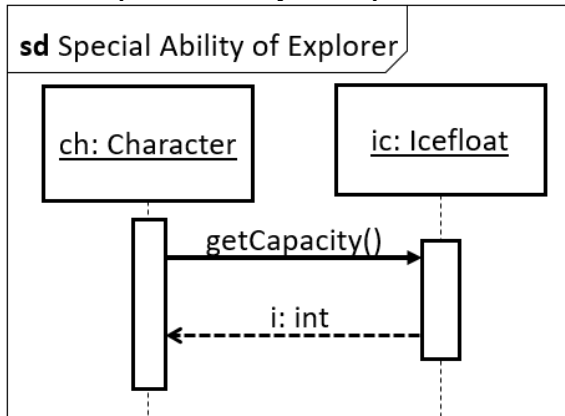 sd Special Ability of Explorer
ch: Character
ic: Icefloat
getCapacity()
i: int